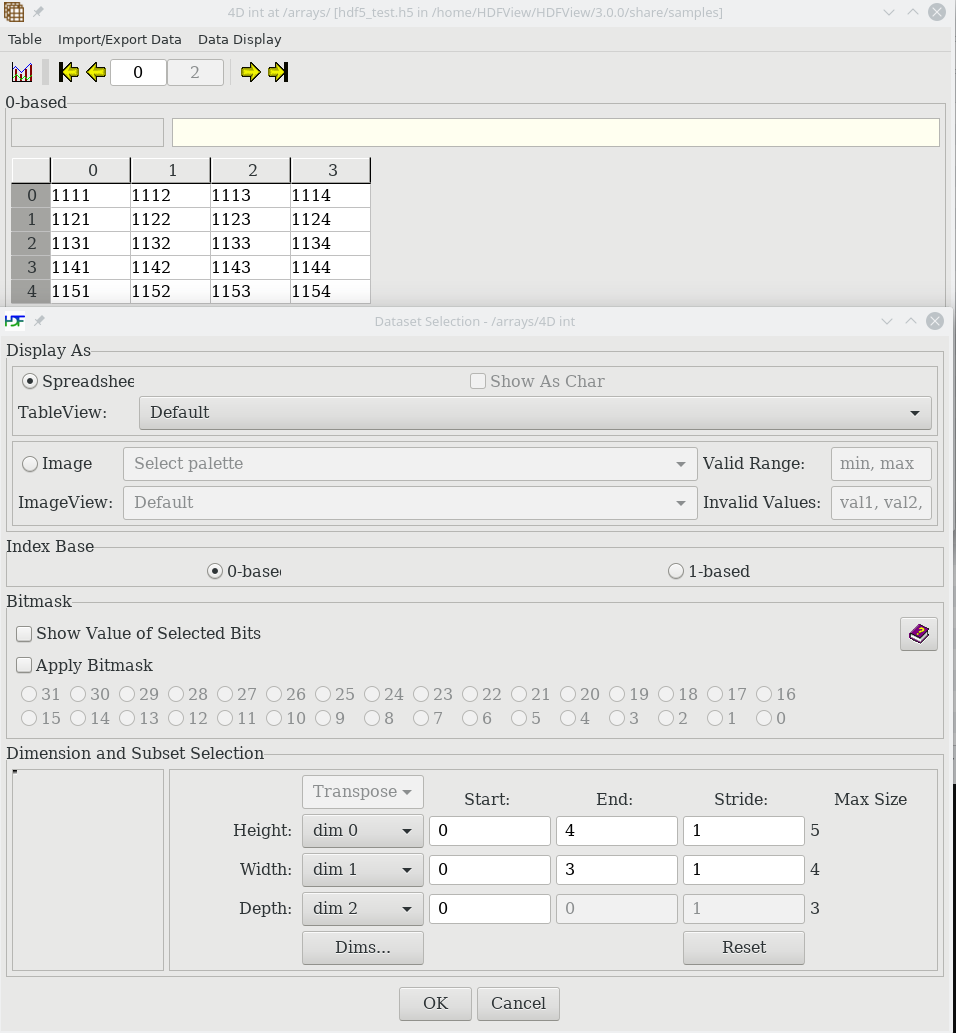 4D int at /arrays/ [hdf5_test.h5 in /home/HDFView/HDFView/3.0.0/share/samples]
Table Import/Export Data Data Display
0 2
0-based
0 1 2 3
0 1111 1112 1113 1114
1 1121 1122 1123 1124
2 1131 1132 1133 1134
3 1141 1142 1143 1144
4 1151 1152 1153 1154
HDF Dataset Selection - /arrays/4D int
Display As
Spreadshee Show As Char
TableView: Default
Image Select palette Valid Range: min, max
ImageView: Default Invalid Values: val1, val2,
Index Base
0-based 1-based
Bitmask
Show Value of Selected Bits
Apply Bitmask
31 30 29 28 27 26 25 24 23 22 21 20 19 18 17 16
15 14 13 12 11 10 9 8 7 6 5 4 3 2 1 0
Dimension and Subset Selection
Transpose Start: End: Stride: Max Size
Height: dim 0 0 4 1 5
Width: dim 1 0 3 1 4
Depth: dim 2 0 0 1 3
Dims... Reset
OK Cancel